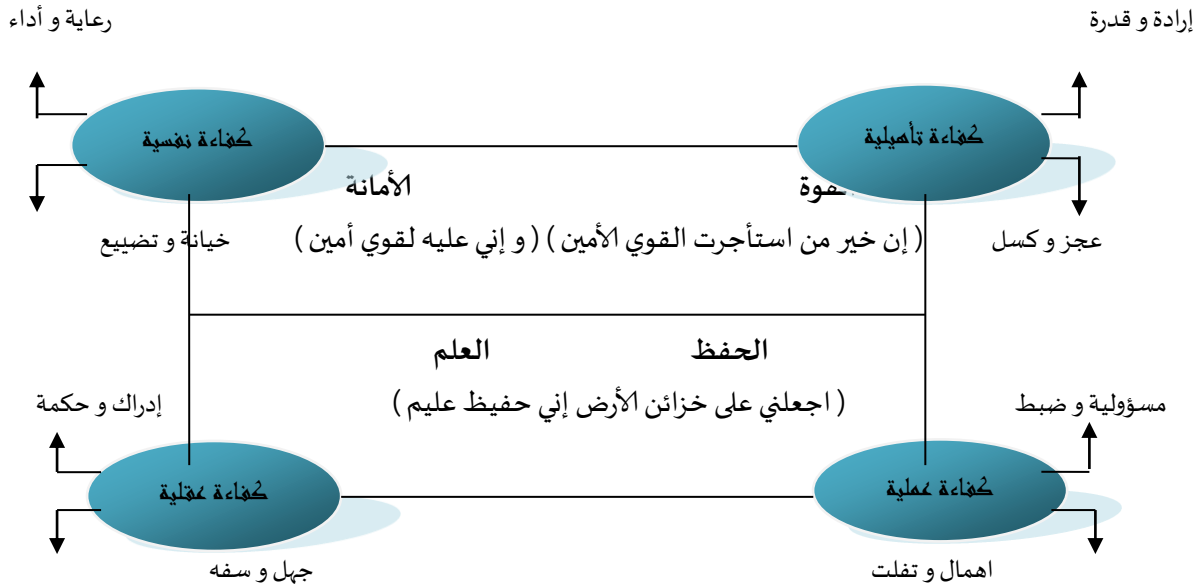 إرادة و قدرة
رعاية و أداء
كفاءة تأهيلية
كفاءة نفسية
القوة
الأمانة
عجز و كسل
( إن خير من استأجرت القوي الأمين ) ( و إني عليه لقوي أمين )
خيانة و تضييع
الحفظ
العلم
مسؤولية و ضبط
( اجعلني على خزائن الأرض إني حفيظ عليم )
إدراك و حكمة
كفاءة عملية
كفاءة عقلية
اهمال و تفلت
جهل و سفه